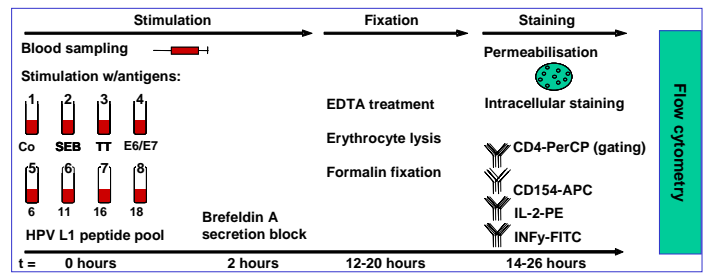 Stimulation Fixation Staining
Blood sampling
Stimulation w/antigens:
1 2 3 4
Co SEB TT E6/E7
5 6 7 8
6 11 16 18
HPV L1 peptide pool
Brefeldin A
secretion block
EDTA treatment
Erythrocyte lysis
Formalin fixation
Permeabilisation
Intracellular staining
CD4-PerCP (gating)
CD154-APC
IL-2-PE
INFy-FITC
Flow cytometry
t = 0 hours 2 hours 12-20 hours 14-26 hours